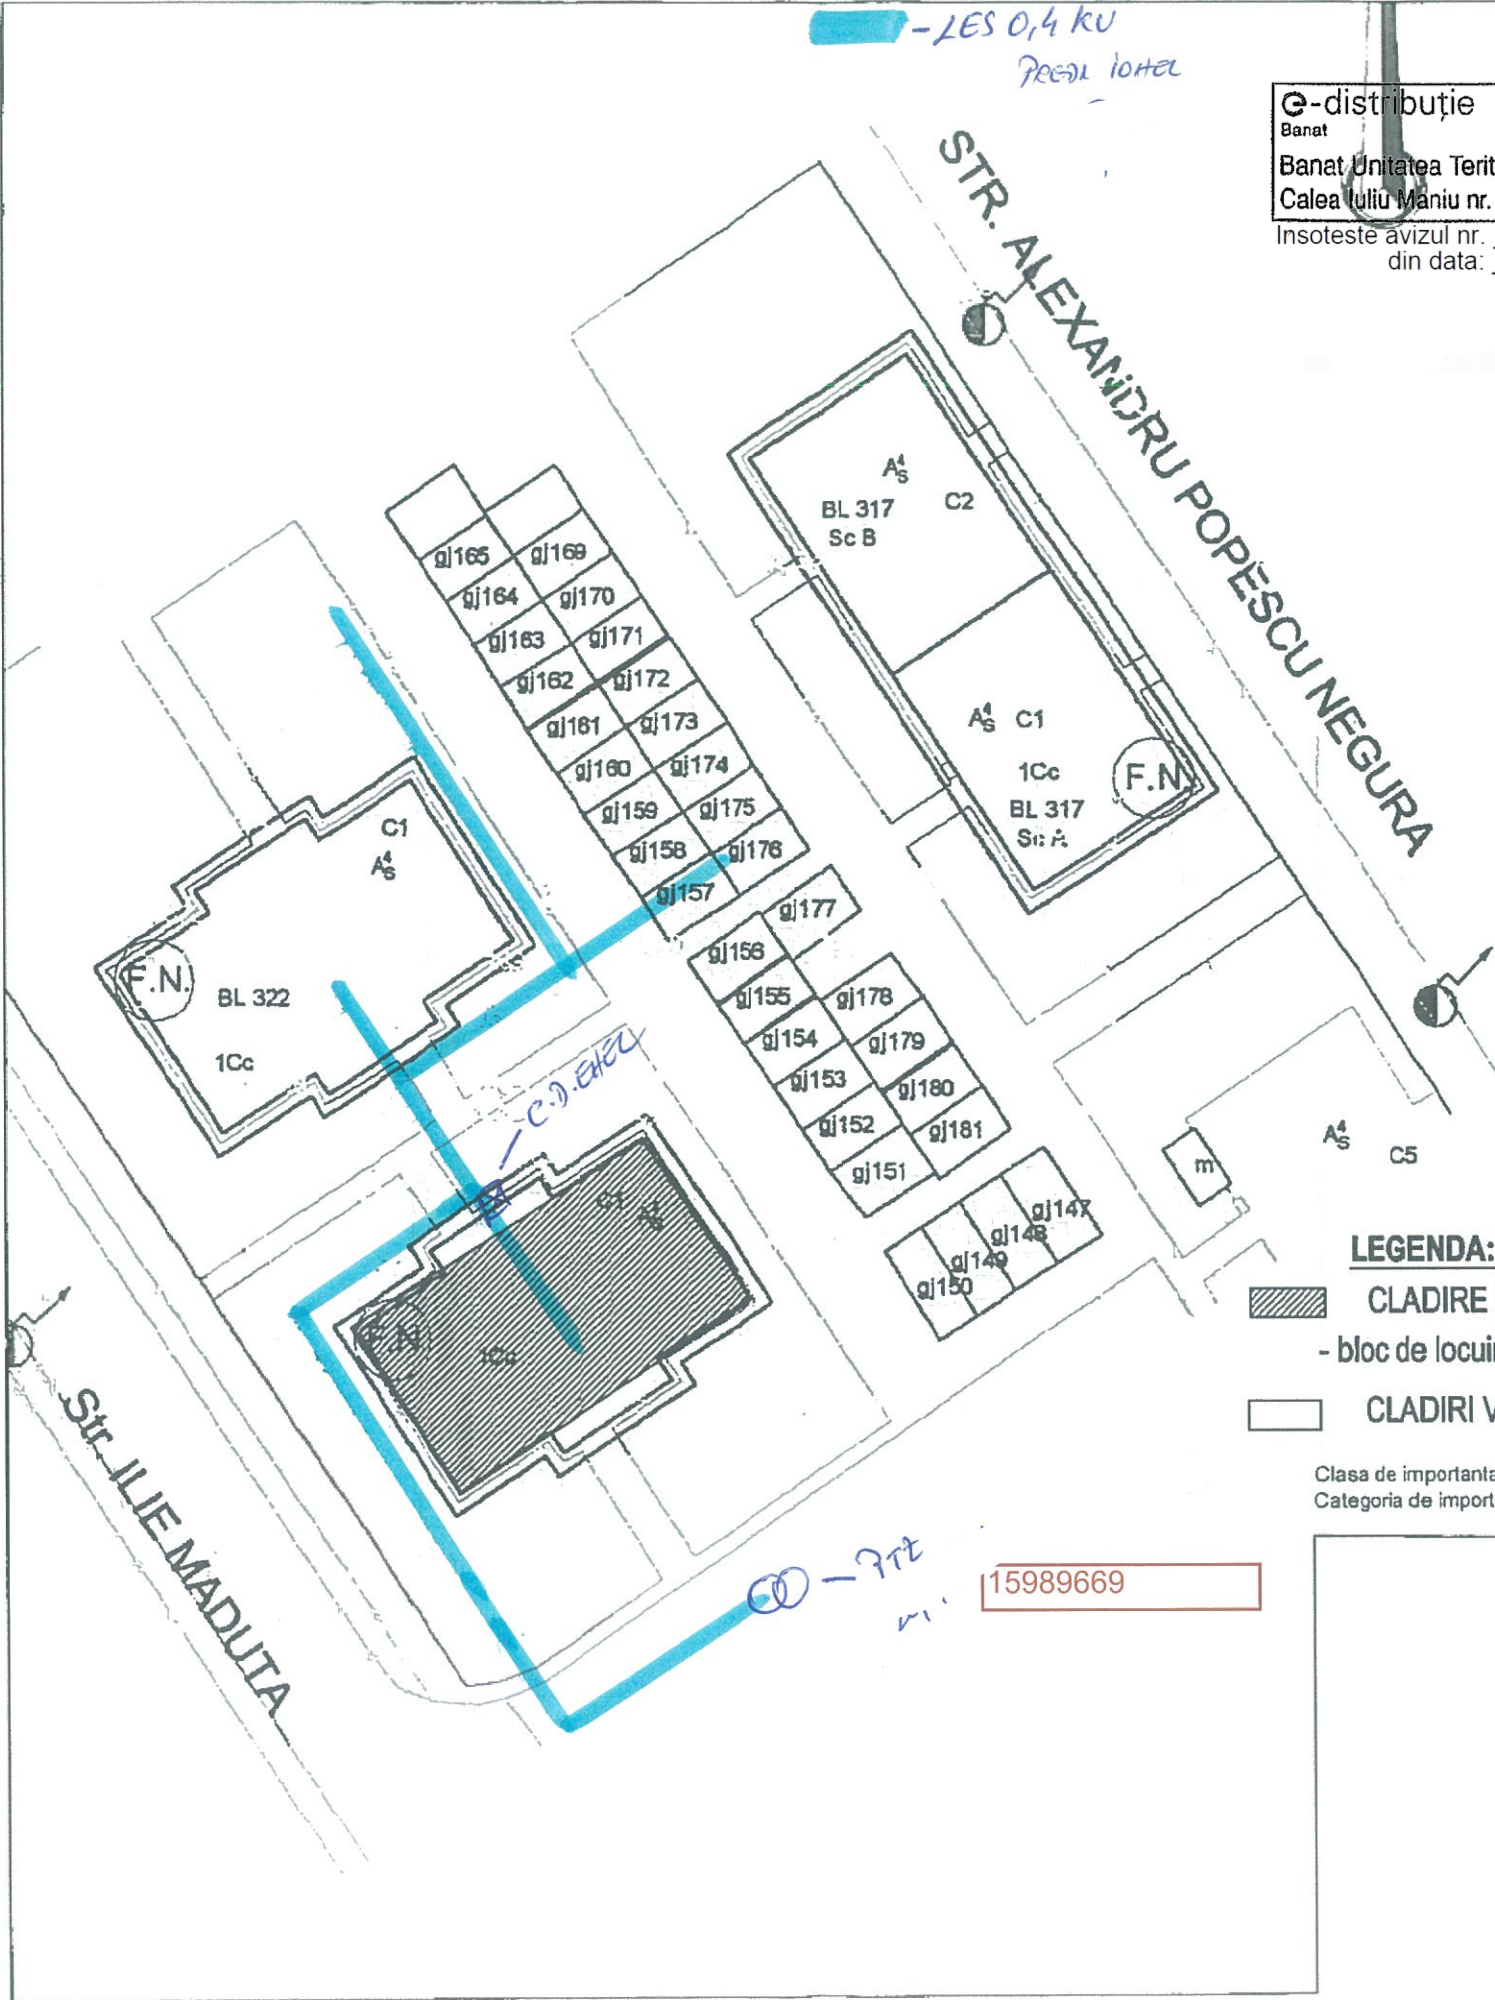 - LES 0,4 KV
e-distribuție
Banat
Banat Unitatea Terit
Calea Iuliu Maniu nr.
Insoteste avizul nr.
din data:
STR. ALEXANDRU POPESCU NEGURA
A4S
C2
BL 317
Sc B
gj165
gj169
gj164
gj170
gj163
gj171
gj162
gj172
gj161
gj173
gj160
gj174
gj159
gj175
gj158
gj176
gj157
A4S C1
1Cc
F.N.
BL 317
Sc A
C1
A4S
F.N.
BL 322
1Cc
gj177
gj156
gj155
gj178
gj154
gj179
gj153
gj180
gj152
gj181
gj151
C.D.
C1 A4S
F.N.
1Cc
gj147
gj148
gj149
gj150
m
A4S
C5
LEGENDA:
CLADIRE
- bloc de locuin
CLADIRI V
Clasa de importanta
Categoria de import
Str. ILIE MADUTA
- PTZ
15989669